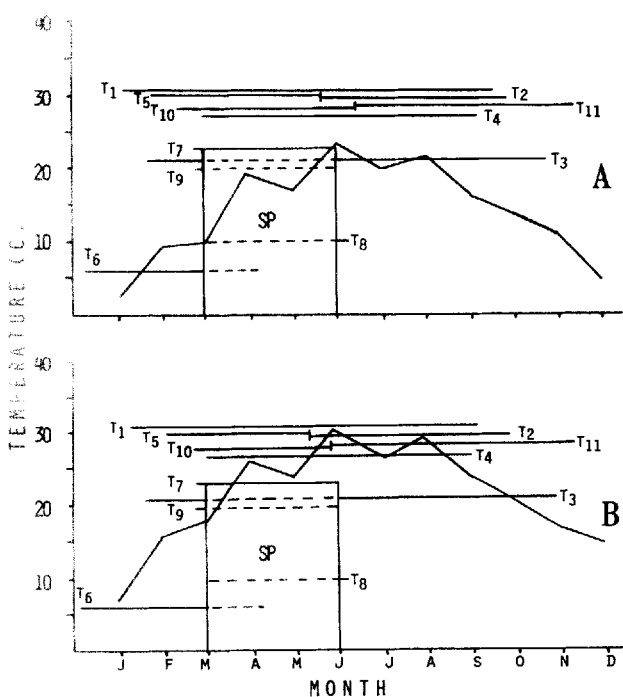 40
T1
30
T5
T2
T10
T11
T4
T7
20
T3
T9
A
SP
10
T8
T6
TEMPERATURE (C.
40
T1
30
T5
T2
T10
T11
T4
T7
20
T3
T9
B
SP
10
T8
T6
J F M A M J J A S O N D
MONTH